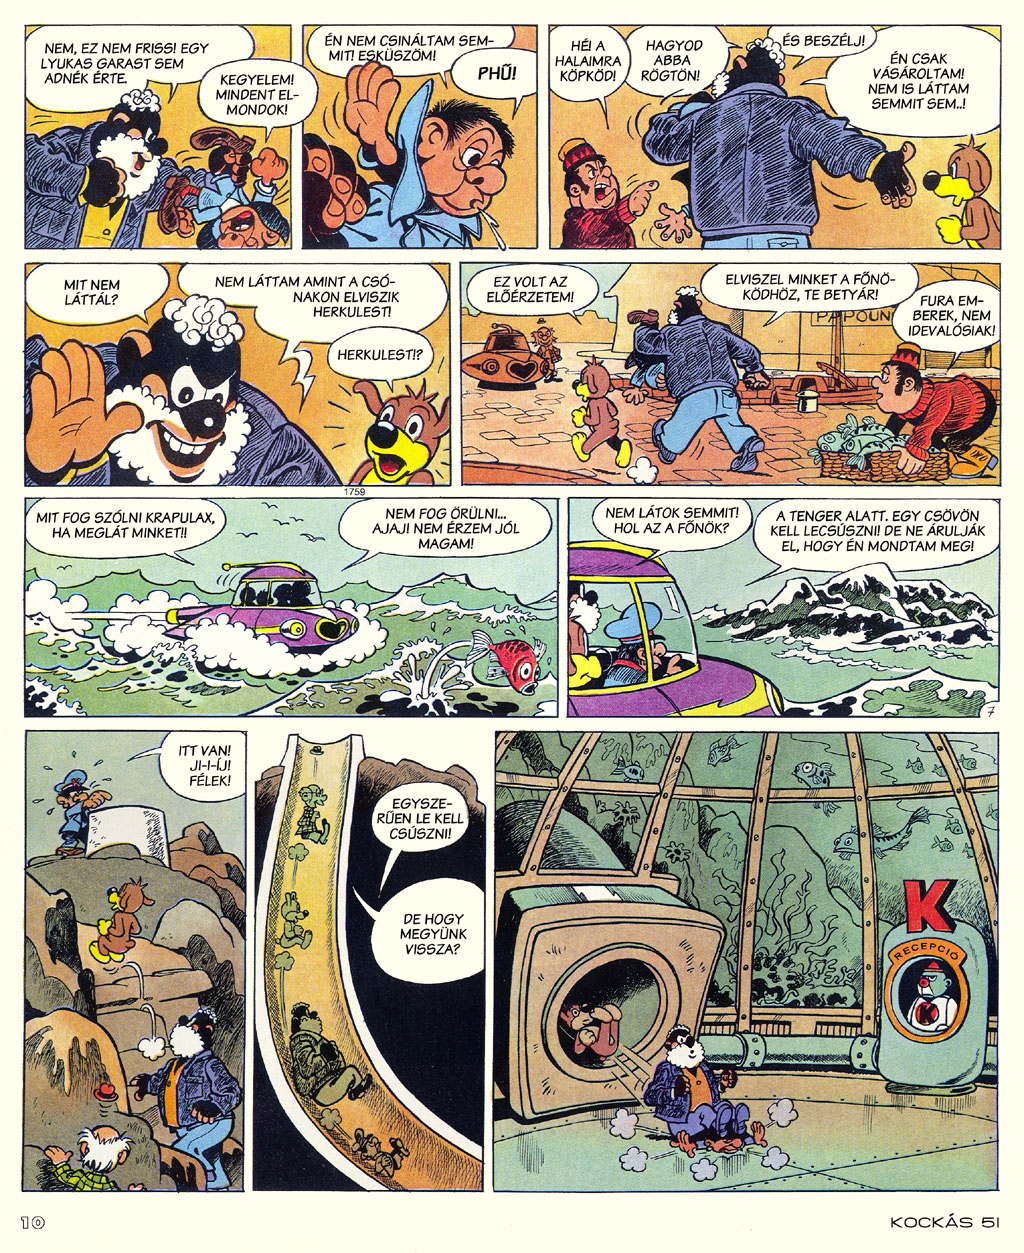 NEM, EZ NEM FRISS! EGY
LYUKAS GARAST SEM
ADNÉK ÉRTE.
KEGYELEM!
MINDENT EL-
MONDOK!
ÉN NEM CSINÁLTAM SEM-
MIT! ESKÜSZÖM!
PHŰ!
HÉI A
HALAIMRA
KÖPKÖD!
HAGYOD
ABBA
RÖGTÖN!
ÉS BESZÉLJ!
ÉN CSAK
VÁSÁROLTAM!
NEM IS LÁTTAM
SEMMIT SEM..!
MIT NEM
LÁTTÁL?
NEM LÁTTAM AMINT A CSÓ-
NAKON ELVISZIK
HERKULEST!
HERKULEST!?
EZ VOLT AZ
ELŐÉRZETEM!
ELVISZEL MINKET A FŐNÖ-
KÖDHÖZ, TE BETYÁR!
PAPOUN
FURA EM-
BEREK, NEM
IDEVALÓSIAK!
1759
MIT FOG SZÓLNI KRAPULAX,
HA MEGLÁT MINKET!!
NEM FOG ÖRÜLNI...
AJAJ! NEM ÉRZEM JÓL
MAGAM!
NEM LÁTOK SEMMIT!
HOL AZ A FŐNÖK?
A TENGER ALATT. EGY CSÖVÖN
KELL LECSÚSZNI! DE NE ÁRULJÁK
EL, HOGY ÉN MONDTAM MEG!
7
ITT VAN!
JI-I-ÍJ!
FÉLEK!
EGYSZE-
RŰEN LE KELL
CSÚSZNI!
DE HOGY
MEGYÜNK
VISSZA?
K
RECEPCIÓ
K
10
KOCKÁS 51